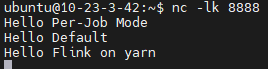 ubuntu@10-23-3-42:~$ nc -lk 8888
Hello Per-Job Mode
Hello Default
Hello Flink on yarn